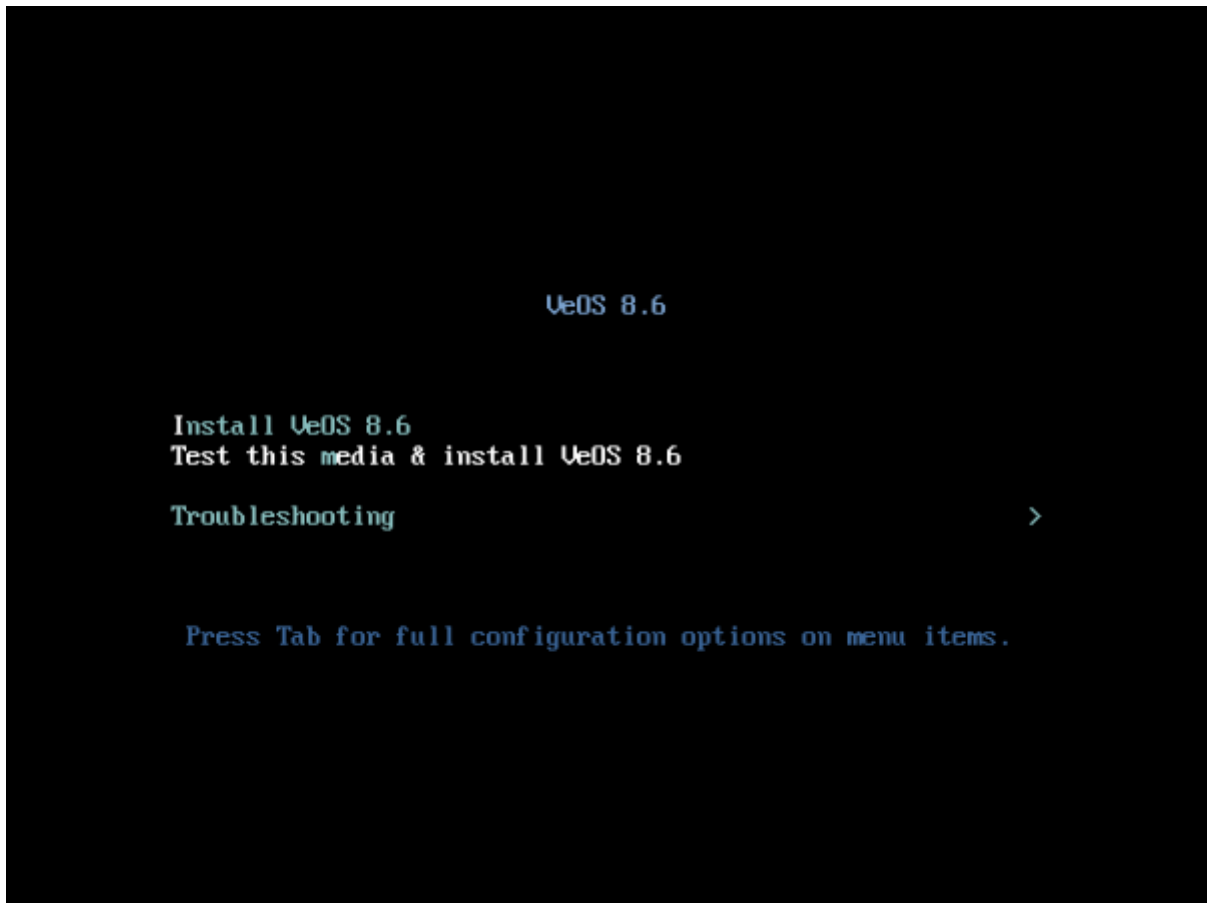 VeOS 8.6
Install VeOS 8.6
Test this media & install VeOS 8.6
Troubleshooting >
Press Tab for full configuration options on menu items.